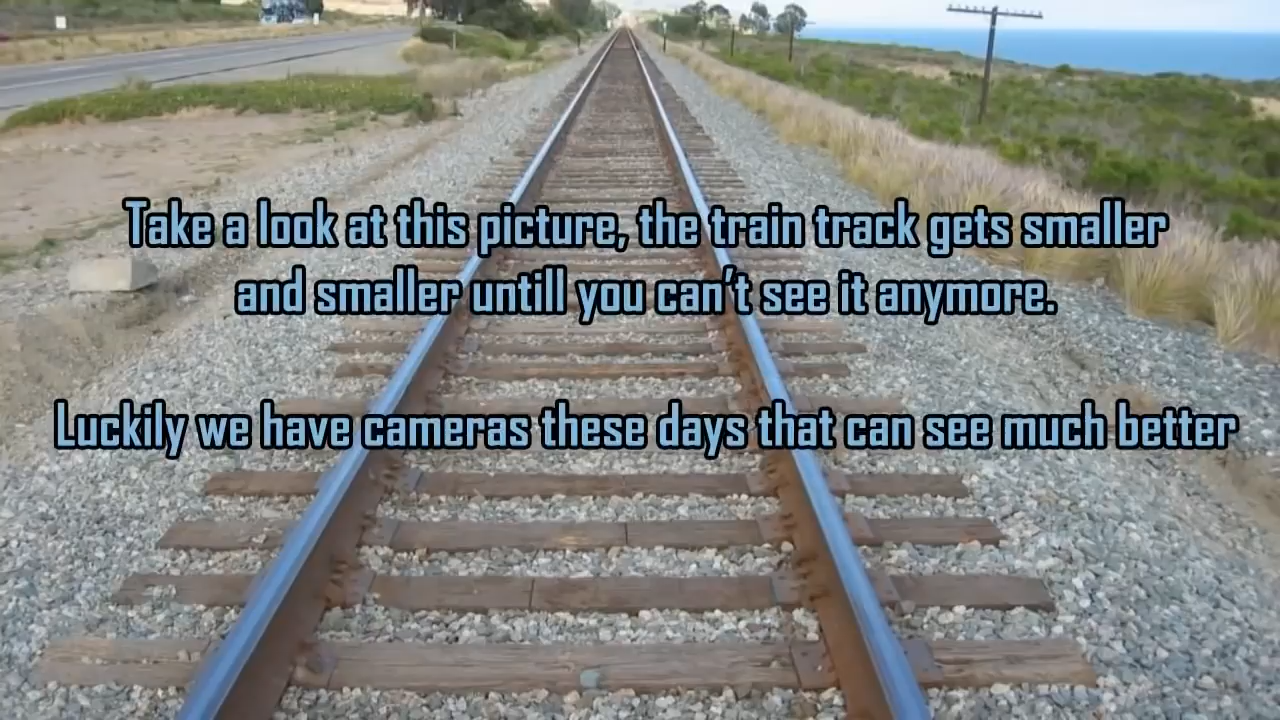 Take a look at this picture, the train track gets smaller
and smaller untill you can't see it anymore.
Luckily we have cameras these days that can see much better